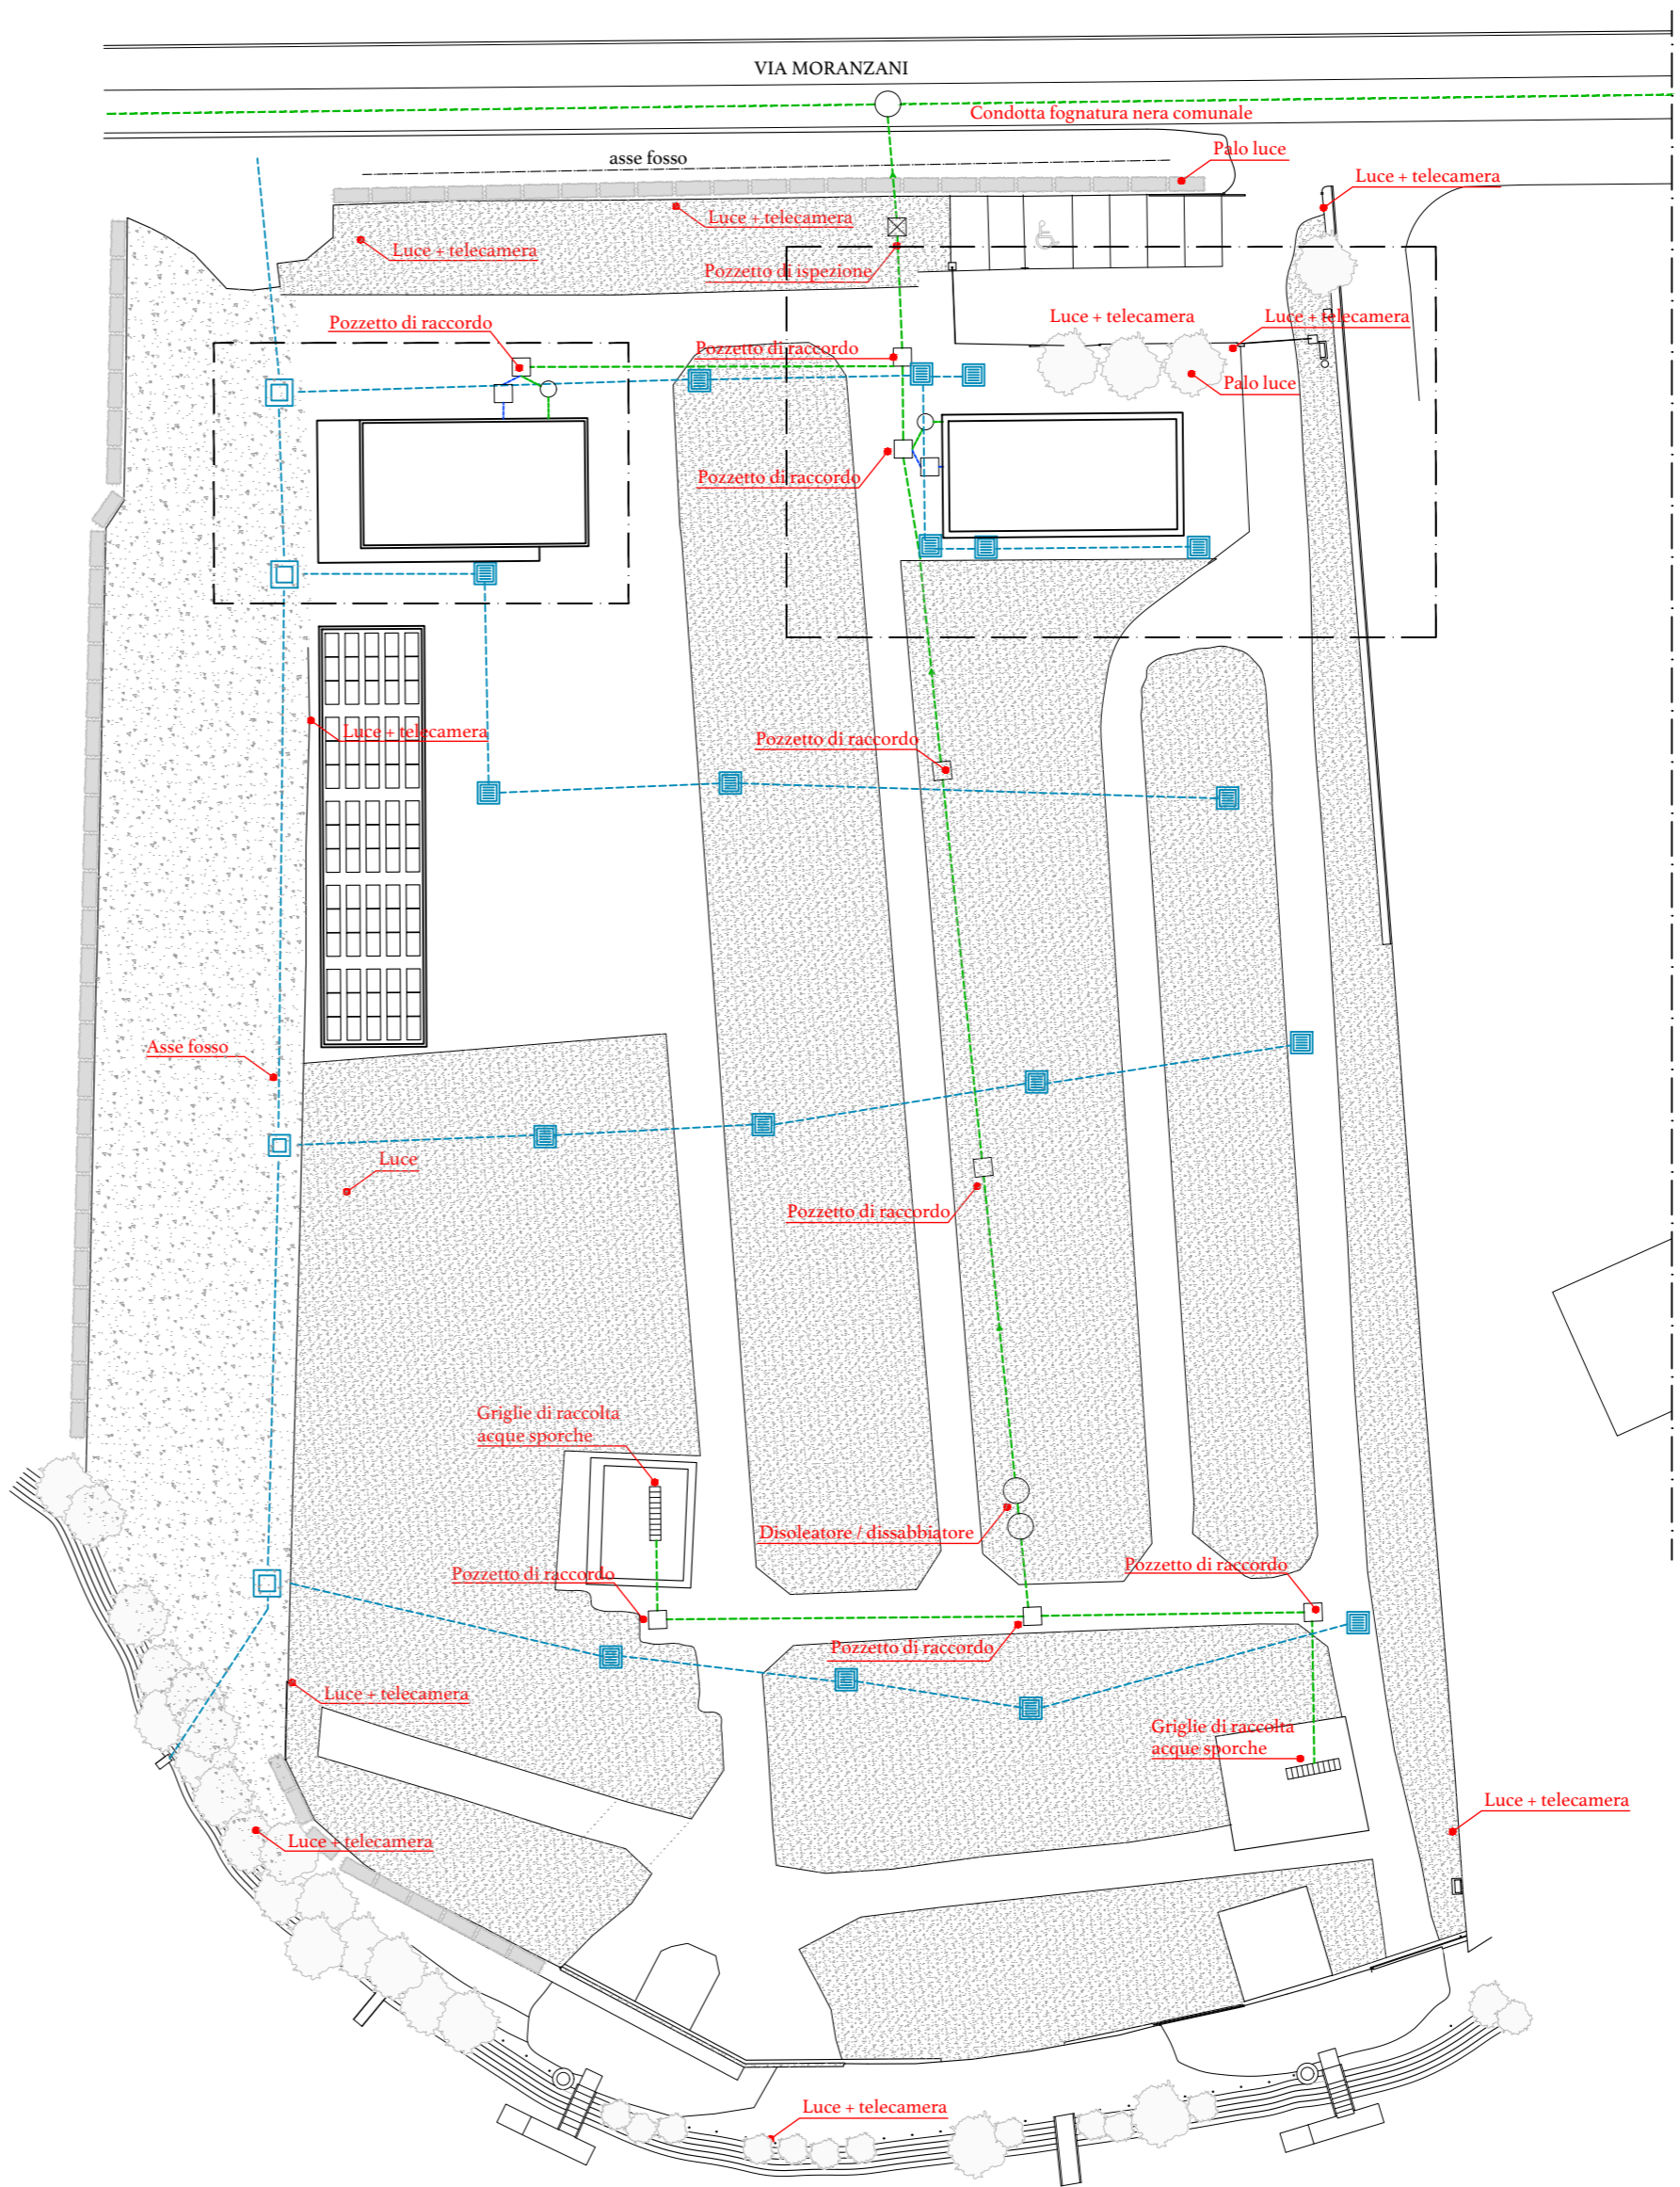 VIA MORANZANI
Condotta fognatura nera comunale
asse fosso
Palo luce
Luce + telecamera
Luce + telecamera
Luce + telecamera
Pozzetto di ispezione
Pozzetto di raccordo
Luce + telecamera
Luce + telecamera
Pozzetto di raccordo
Palo luce
Pozzetto di raccordo
Luce + telecamera
Pozzetto di raccordo
Asse fosso
Luce
Pozzetto di raccordo
Griglie di raccolta
acque sporche
Disoleatore / dissabbiatore
Pozzetto di raccordo
Pozzetto di raccordo
Pozzetto di raccordo
Luce + telecamera
Griglie di raccolta
acque sporche
Luce + telecamera
Luce + telecamera
Luce + telecamera